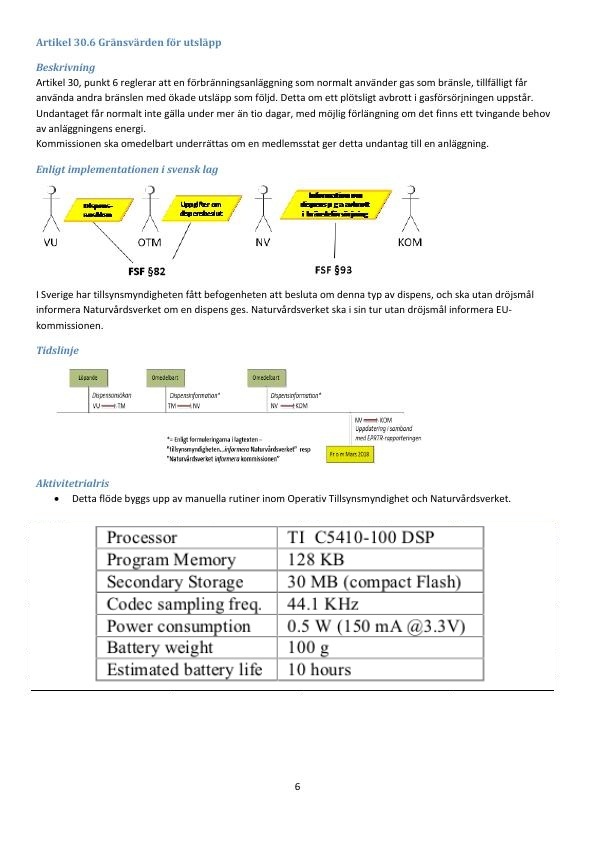 Artikel 30.6 Gränsvärden för utsläpp
Beskrivning
Artikel 30, punkt 6 reglerar att en förbränningsanläggning som normalt använder gas som bränsle, tillfälligt får
använda andra bränslen med ökade utsläpp som följd. Detta om ett plötsligt avbrott i gasförsörjningen uppstår.
Undantaget får normalt inte gälla under mer än tio dagar, med möjlig förlängning om det finns ett tvingande behov
av anläggningens energi.
Kommissionen ska omedelbart underrättas om en medlemsstat ger detta undantag till en anläggning.
Enligt implementationen i svensk lag
Dispens-
ansökan
Uppgifter om
dispensbeslut
Information om
dispens p g a avbrott
i bränsleförsörjning
VU
OTM
NV
KOM
FSF §82
FSF §93
I Sverige har tillsynsmyndigheten fått befogenheten att besluta om denna typ av dispens, och ska utan dröjsmål
informera Naturvårdsverket om en dispens ges. Naturvårdsverket ska i sin tur utan dröjsmål informera EU-
kommissionen.
Tidslinje
Löpande
Omedelbart
Omedelbart
Dispensansökan
Dispensinformation*
Dispensinformation*
VU TM
TM NV
NV KOM
NV KOM
Uppdatering i samband
med EPRTR-rapporteringen
*= Enligt formuleringarna i lagtexten –
"tillsynsmyndigheten…informera Naturvårdsverket" resp
"Naturvårdsverket informera kommissionen"
Fr o m Mars 2018
Aktivitetrialris
• Detta flöde byggs upp av manuella rutiner inom Operativ Tillsynsmyndighet och Naturvårdsverket.
Processor TI C5410-100 DSP
Program Memory 128 KB
Secondary Storage 30 MB (compact Flash)
Codec sampling freq. 44.1 KHz
Power consumption 0.5 W (150 mA @3.3V)
Battery weight 100 g
Estimated battery life 10 hours
6